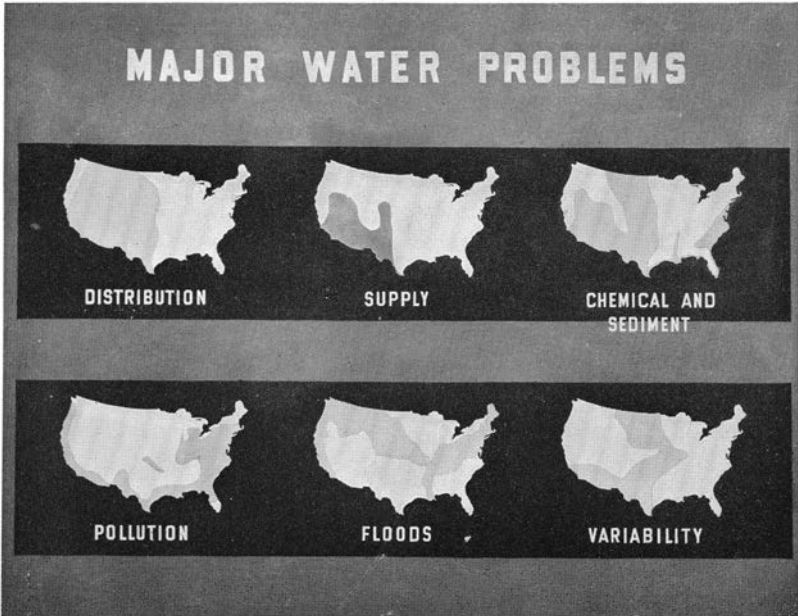 MAJOR WATER PROBLEMS
DISTRIBUTION
SUPPLY
CHEMICAL AND
SEDIMENT
POLLUTION
FLOODS
VARIABILITY